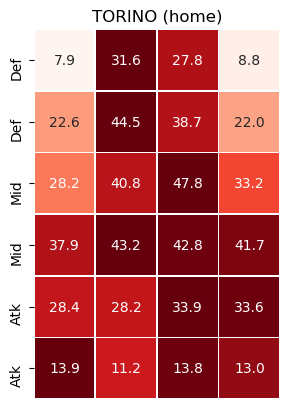 TORINO (home)
Def 7.9 31.6 27.8 8.8
Def 22.6 44.5 38.7 22.0
Mid 28.2 40.8 47.8 33.2
Mid 37.9 43.2 42.8 41.7
Atk 28.4 28.2 33.9 33.6
Atk 13.9 11.2 13.8 13.0